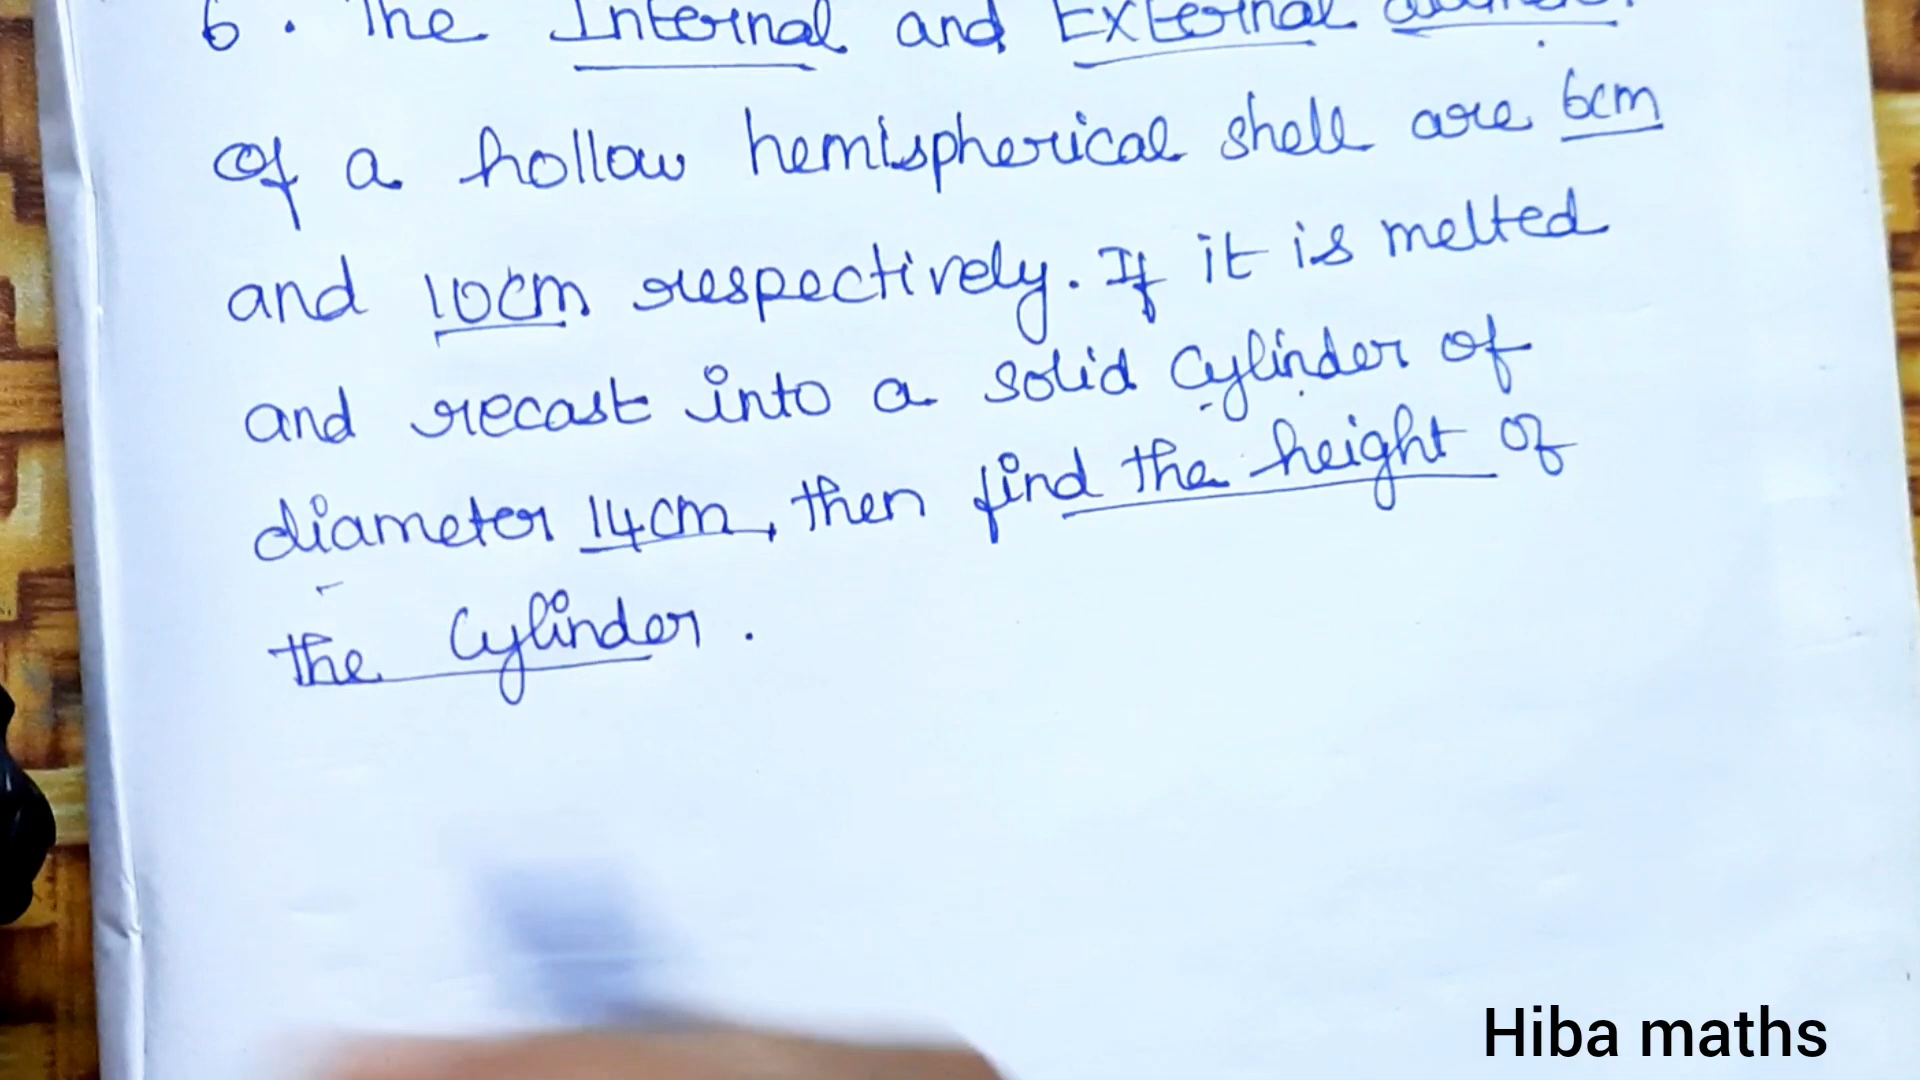 6. The Internal and External
of a hollow hemispherical shell are 6cm
and 10cm respectively. If it is melted
and recast into a solid cylinder of
diameter 14cm, then find the height of
the Cylinder.
Hiba maths